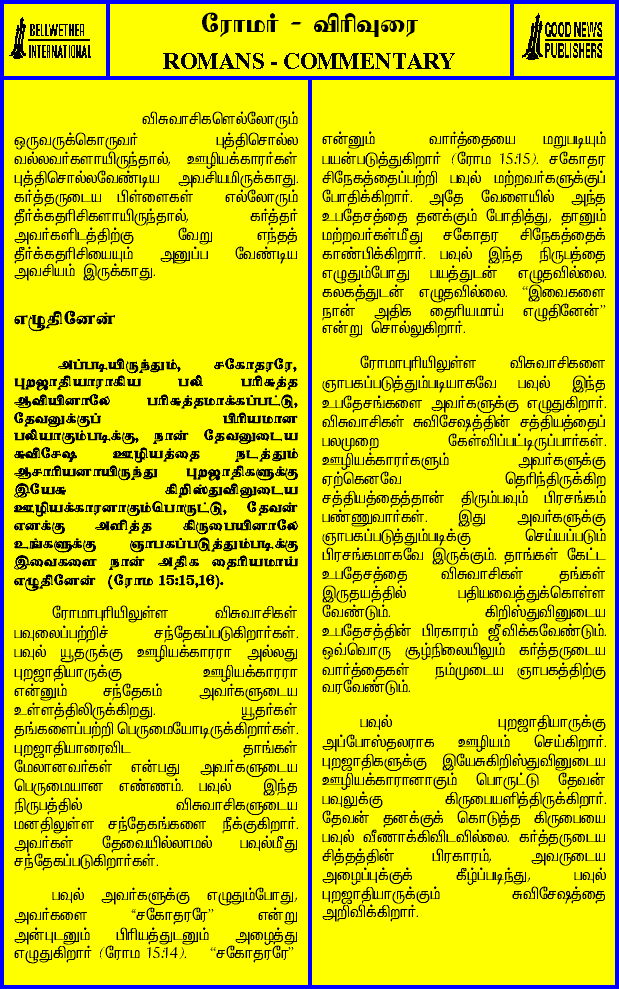 BELLWETHER
INTERNATIONAL
ரோமர் - விரிவுரை
ROMANS - COMMENTARY
GOOD NEWS
PUBLISHERS
விசுவாசிகளெல்லோரும்
ஒருவருக்கொருவர் புத்திசொல்ல
வல்லவர்களாயிருந்தால், ஊழியக்காரர்கள்
புத்திசொல்லவேண்டிய அவசியமிருக்காது.
கர்த்தருடைய பிள்ளைகள் எல்லோரும்
தீர்க்கதரிசிகளாயிருந்தால், கர்த்தர்
அவர்களிடத்திற்கு வேறு எந்தத்
தீர்க்கதரிசியையும் அனுப்ப வேண்டிய
அவசியம் இருக்காது.
எழுதினேன்
அப்படியிருந்தும், சகோதரரே,
புறஜாதியாராகிய பலி பரிசுத்த
ஆவியினாலே பரிசுத்தமாக்கப்பட்டு,
தேவனுக்குப் பிரியமான
பலியாகும்படிக்கு, நான் தேவனுடைய
சுவிசேஷ ஊழியத்தை நடத்தும்
ஆசாரியனாயிருந்து புறஜாதிகளுக்கு
இயேசு கிறிஸ்துவினுடைய
ஊழியக்காரனாகும்பொருட்டு, தேவன்
எனக்கு அளித்த கிருபையினாலே
உங்களுக்கு ஞாபகப்படுத்தும்படிக்கு
இவைகளை நான் அதிக தைரியமாய்
எழுதினேன் (ரோம 15:15,16).
ரோமாபுரியிலுள்ள விசுவாசிகள்
பவுலைப்பற்றிச் சந்தேகப்படுகிறார்கள்.
பவுல் யூதருக்கு ஊழியக்காரரா அல்லது
புறஜாதியாருக்கு ஊழியக்காரரா
என்னும் சந்தேகம் அவர்களுடைய
உள்ளத்திலிருக்கிறது. யூதர்கள்
தங்களைப்பற்றி பெருமையோடிருக்கிறார்கள்.
புறஜாதியாரைவிட தாங்கள்
மேலானவர்கள் என்பது அவர்களுடைய
பெருமையான எண்ணம். பவுல் இந்த
நிருபத்தில் விசுவாசிகளுடைய
மனதிலுள்ள சந்தேகங்களை நீக்குகிறார்.
அவர்கள் தேவையில்லாமல் பவுல்மீது
சந்தேகப்படுகிறார்கள்.
பவுல் அவர்களுக்கு எழுதும்போது,
அவர்களை "சகோதரரே" என்று
அன்புடனும் பிரியத்துடனும் அழைத்து
எழுதுகிறார் (ரோம 15:14). "சகோதரரே"
என்னும் வார்த்தையை மறுபடியும்
பயன்படுத்துகிறார் (ரோம 15:15). சகோதர
சிநேகத்தைப்பற்றி பவுல் மற்றவர்களுக்குப்
போதிக்கிறார். அதே வேளையில் அந்த
உபதேசத்தை தனக்கும் போதித்து, தானும்
மற்றவர்கள்மீது சகோதர சிநேகத்தைக்
காண்பிக்கிறார். பவுல் இந்த நிருபத்தை
எழுதும்போது பயத்துடன் எழுதவில்லை.
கலகத்துடன் எழுதவில்லை. "இவைகளை
நான் அதிக தைரியமாய் எழுதினேன்"
என்று சொல்லுகிறார்.
ரோமாபுரியிலுள்ள விசுவாசிகளை
ஞாபகப்படுத்தும்படியாகவே பவுல் இந்த
உபதேசங்களை அவர்களுக்கு எழுதுகிறார்.
விசுவாசிகள் சுவிசேஷத்தின் சத்தியத்தைப்
பலமுறை கேள்விப்பட்டிருப்பார்கள்.
ஊழியக்காரர்களும் அவர்களுக்கு
ஏற்கெனவே தெரிந்திருக்கிற
சத்தியத்தைத்தான் திரும்பவும் பிரசங்கம்
பண்ணுவார்கள். இது அவர்களுக்கு
ஞாபகப்படுத்தும்படிக்கு செய்யப்படும்
பிரசங்கமாகவே இருக்கும். தாங்கள் கேட்ட
உபதேசத்தை விசுவாசிகள் தங்கள்
இருதயத்தில் பதியவைத்துக்கொள்ள
வேண்டும். கிறிஸ்துவினுடைய
உபதேசத்தின் பிரகாரம் ஜீவிக்கவேண்டும்.
ஒவ்வொரு சூழ்நிலையிலும் கர்த்தருடைய
வார்த்தைகள் நம்முடைய ஞாபகத்திற்கு
வரவேண்டும்.
பவுல் புறஜாதியாருக்கு
அப்போஸ்தலராக ஊழியம் செய்கிறார்.
புறஜாதிகளுக்கு இயேசுகிறிஸ்துவினுடைய
ஊழியக்காரானாகும் பொருட்டு தேவன்
பவுலுக்கு கிருபையளித்திருக்கிறார்.
தேவன் தனக்குக் கொடுத்த கிருபையை
பவுல் வீணாக்கிவிடவில்லை. கர்த்தருடைய
சித்தத்தின் பிரகாரம், அவருடைய
அழைப்புக்குக் கீழ்ப்படிந்து, பவுல்
புறஜாதியாருக்கும் சுவிசேஷத்தை
அறிவிக்கிறார்.